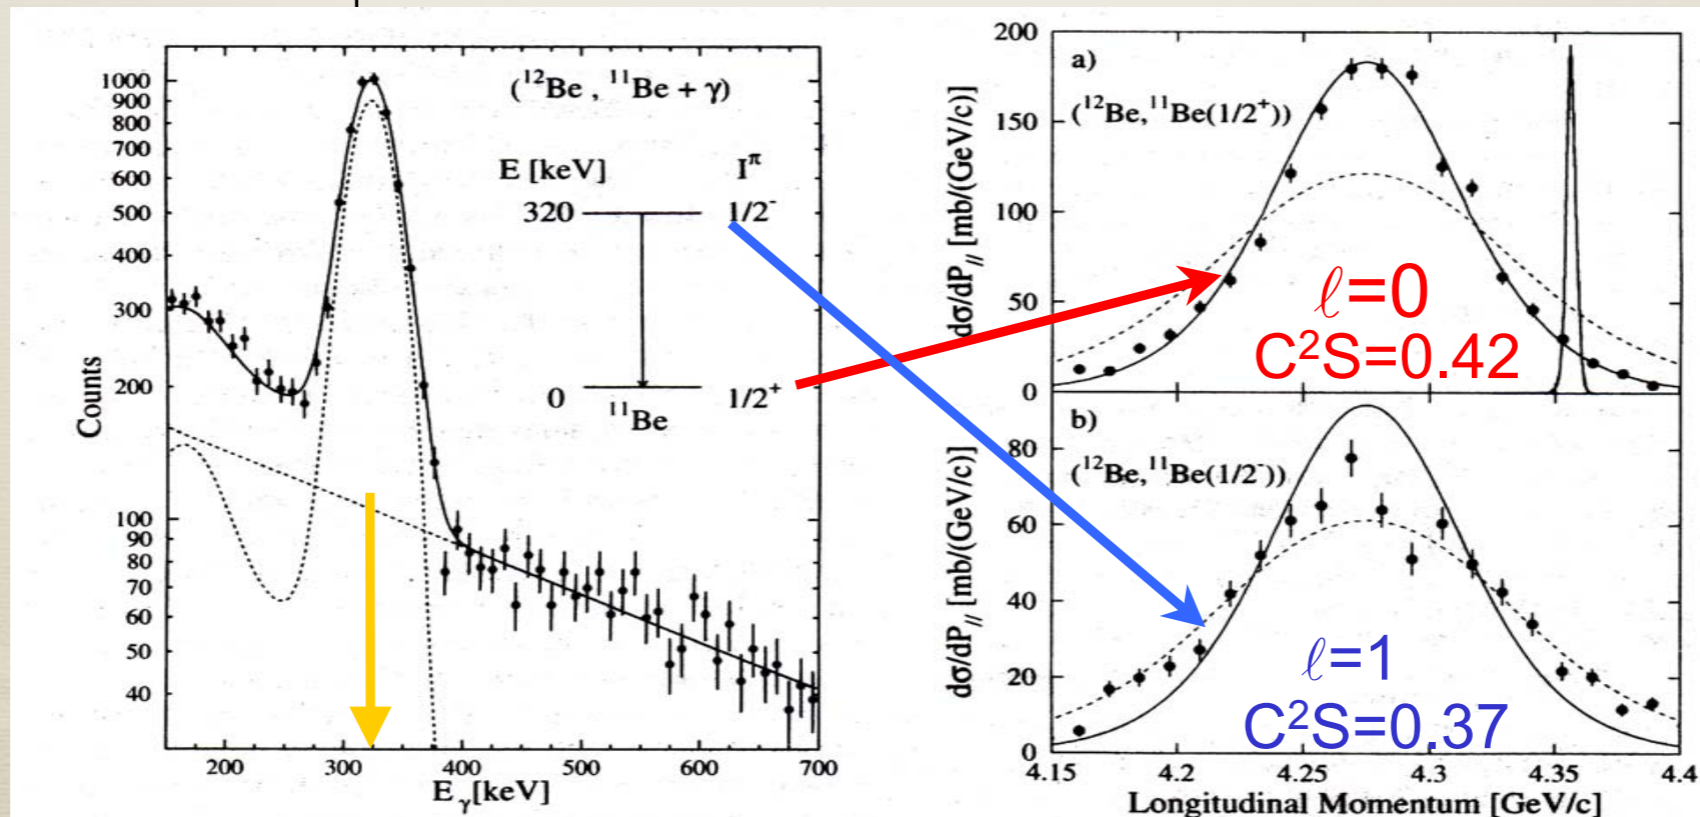 1000
900
800
700
600
500
400
300
200
100
90
80
70
60
50
40
Counts
(¹²Be , ¹¹Be + γ)
E [keV] I^π
320 1/2⁻
0 1/2⁺
¹¹Be
200 300 400 500 600 700
E_γ[keV]
200
150
100
50
0
dσ/dP_// [mb/(GeV/c)]
a)
(¹²Be,¹¹Be(1/2⁺))
ℓ=0
C²S=0.42
80
60
40
20
0
dσ/dP_// [mb/(GeV/c)]
b)
(¹²Be,¹¹Be(1/2⁻))
ℓ=1
C²S=0.37
4.15 4.2 4.25 4.3 4.35 4.4
Longitudinal Momentum [GeV/c]